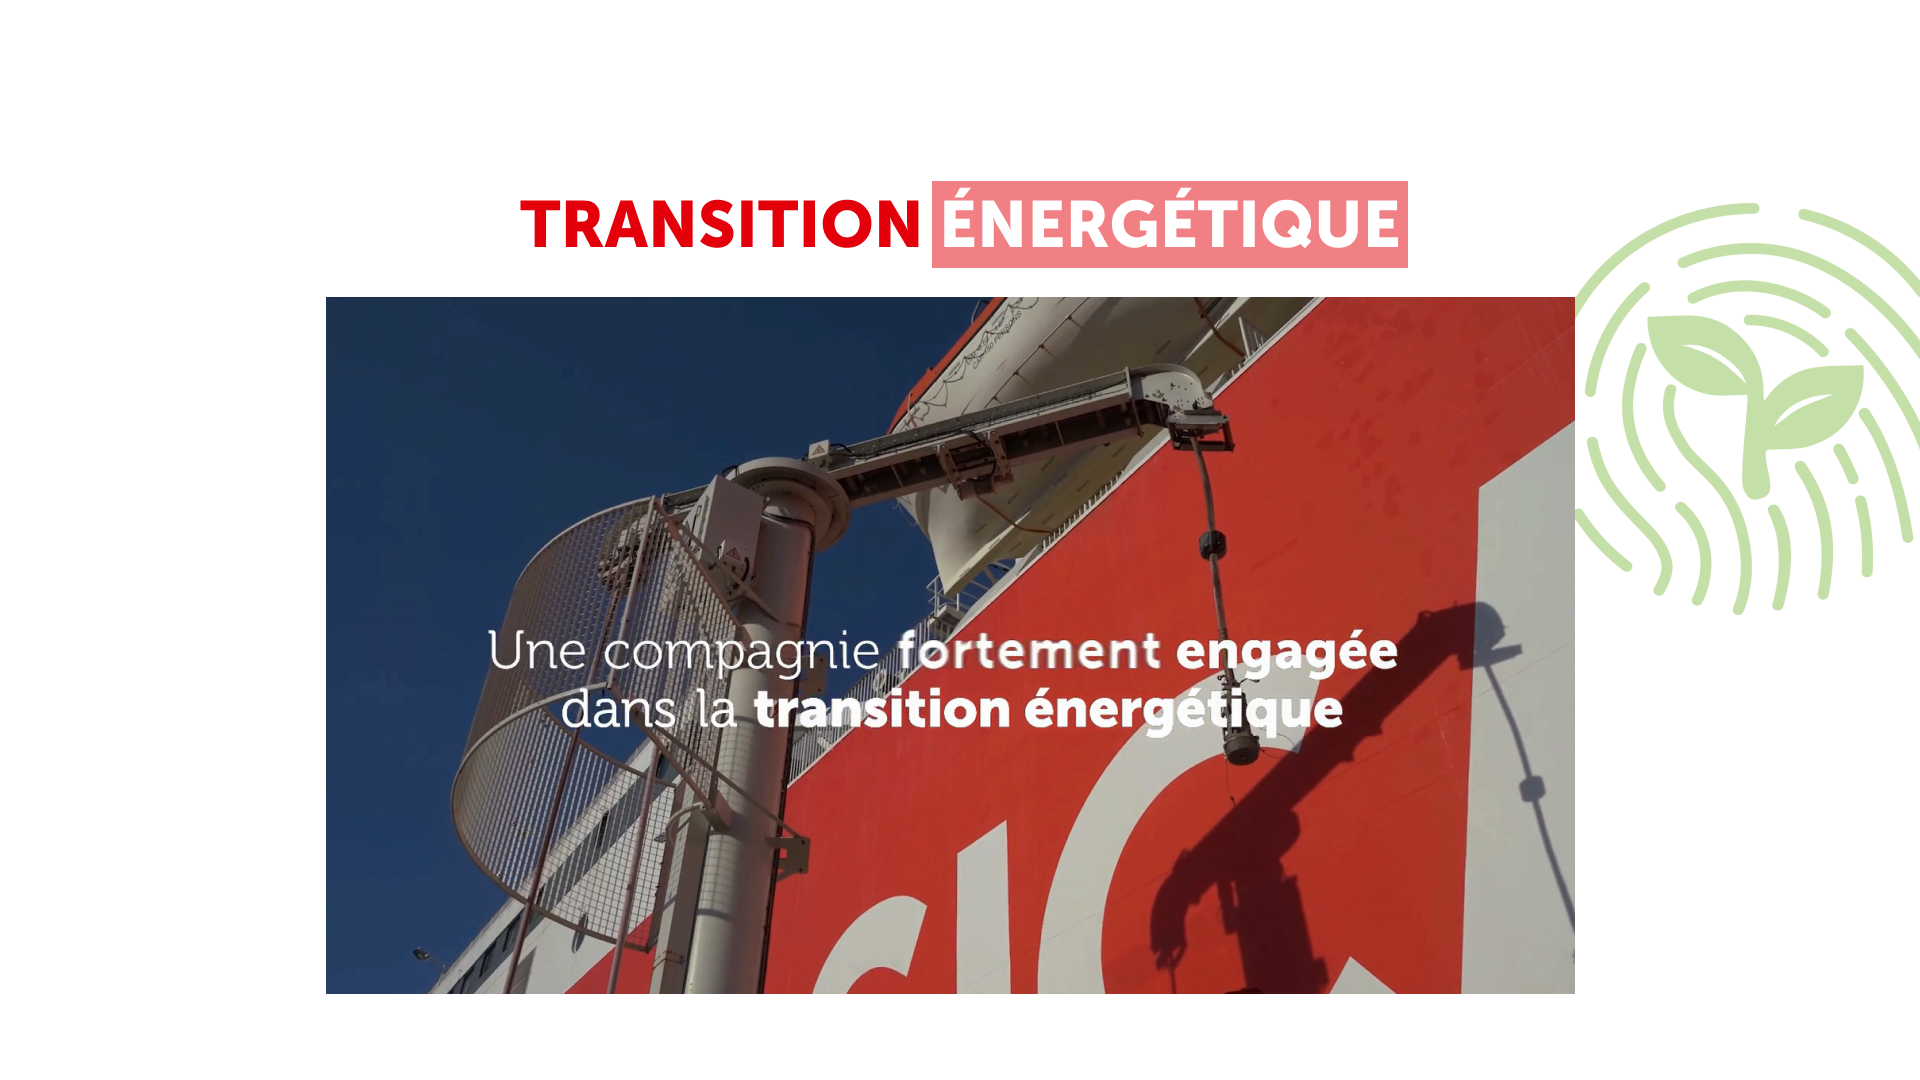 TRANSITION ÉNERGÉTIQUE
Une compagnie fortement engagée
dans la transition énergétique